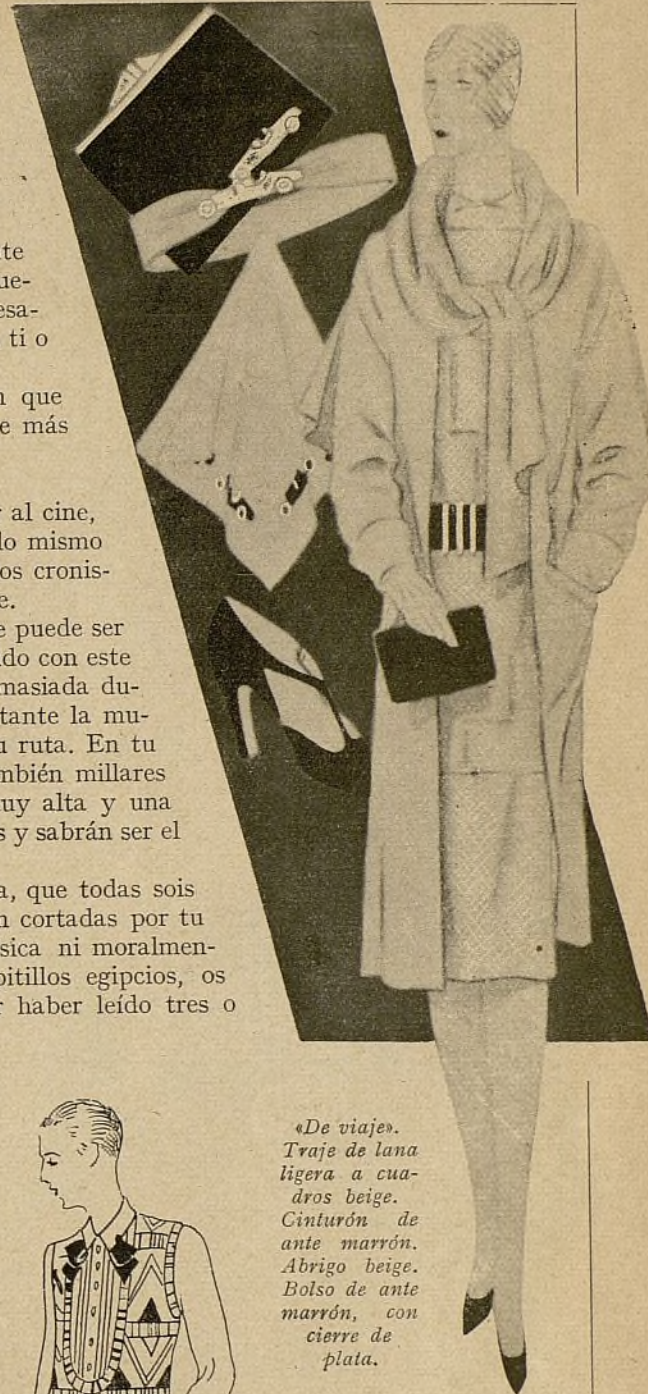 te
ue-
esa-
ti o
n que
e más
r al cine,
lo mismo
os cronis-
e.
e puede ser
do con este
masiada du-
tante la mu-
u ruta. En tu
mbién millares
uy alta y una
s y sabrán ser el
a, que todas sois
n cortadas por tu
sica ni moralmen-
pitillos egipcios, os
r haber leído tres o
«De viaje».
Traje de lana
ligera a cua-
dros beige.
Cinturón de
ante marrón.
Abrigo beige.
Bolso de ante
marrón, con
cierre de
plata.